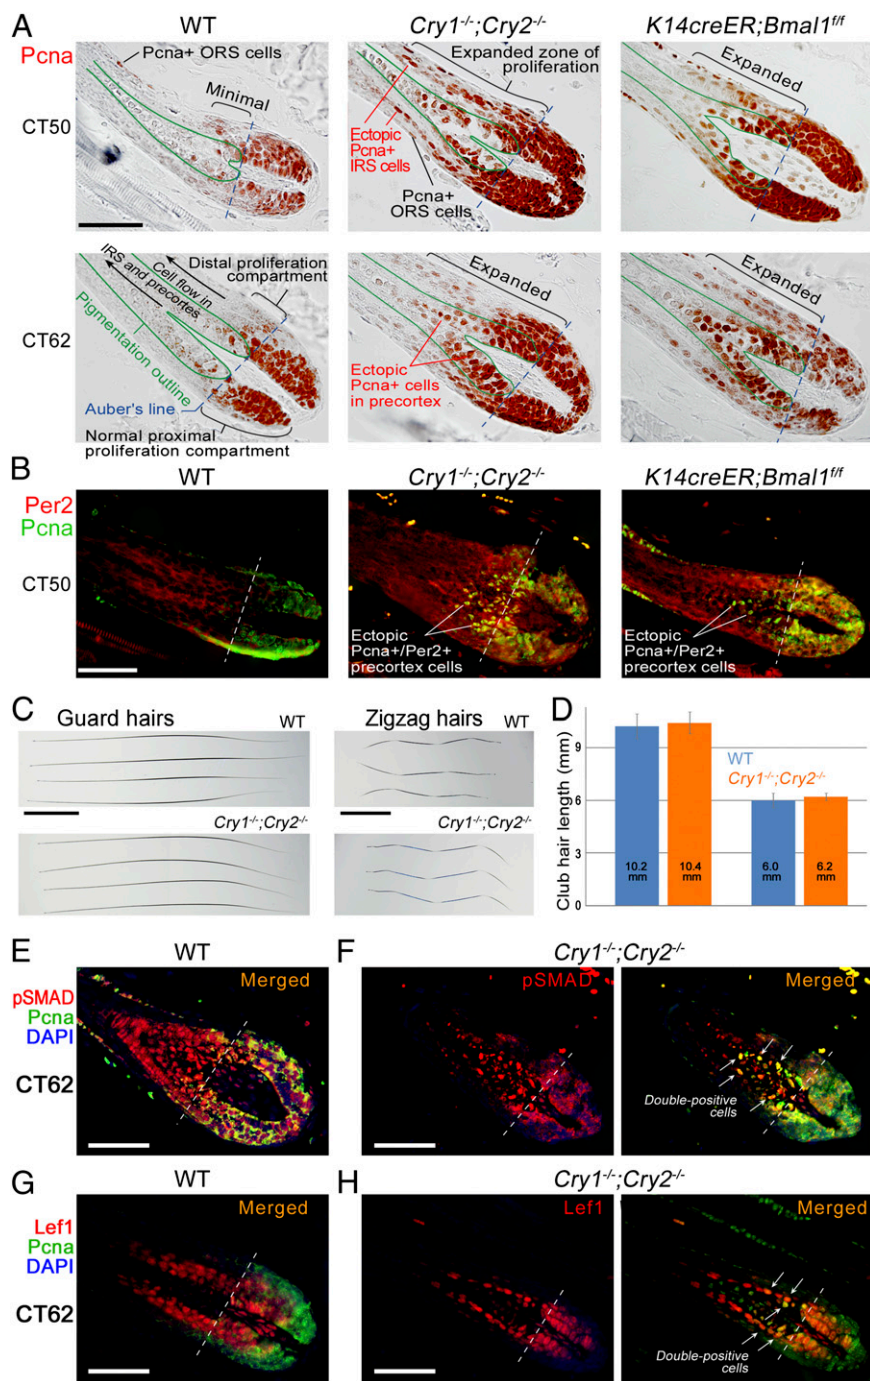 A
WT
Cry1-/-;Cry2-/-
K14creER;Bmal1f/f
Pcna
CT50
Pcna+ ORS cells
Minimal
Expanded zone of
proliferation
Ectopic
Pcna+
IRS cells
Pcna+
ORS cells
Expanded
CT62
IRS and precortes
Cell flow in
Distal proliferation
compartment
Pigmentation outline
Auber's line
Normal proximal
proliferation compartment
Expanded
Ectopic
Pcna+ cells
in precortex
Expanded
B
WT
Cry1-/-;Cry2-/-
K14creER;Bmal1f/f
Per2
Pcna
CT50
Ectopic
Pcna+/Per2+
precortex cells
Ectopic
Pcna+/Per2+
precortex cells
C
Guard hairs
WT
Cry1-/-;Cry2-/-
Zigzag hairs
WT
Cry1-/-;Cry2-/-
D
Club hair length (mm)
9
6
3
0
WT
Cry1-/-;Cry2-/-
10.2
mm
10.4
mm
6.0
mm
6.2
mm
E
WT
pSMAD
Pcna
DAPI
CT62
Merged
F
Cry1-/-;Cry2-/-
pSMAD
Merged
Double-positive
cells
G
WT
Lef1
Pcna
DAPI
CT62
Merged
H
Cry1-/-;Cry2-/-
Lef1
Merged
Double-positive
cells